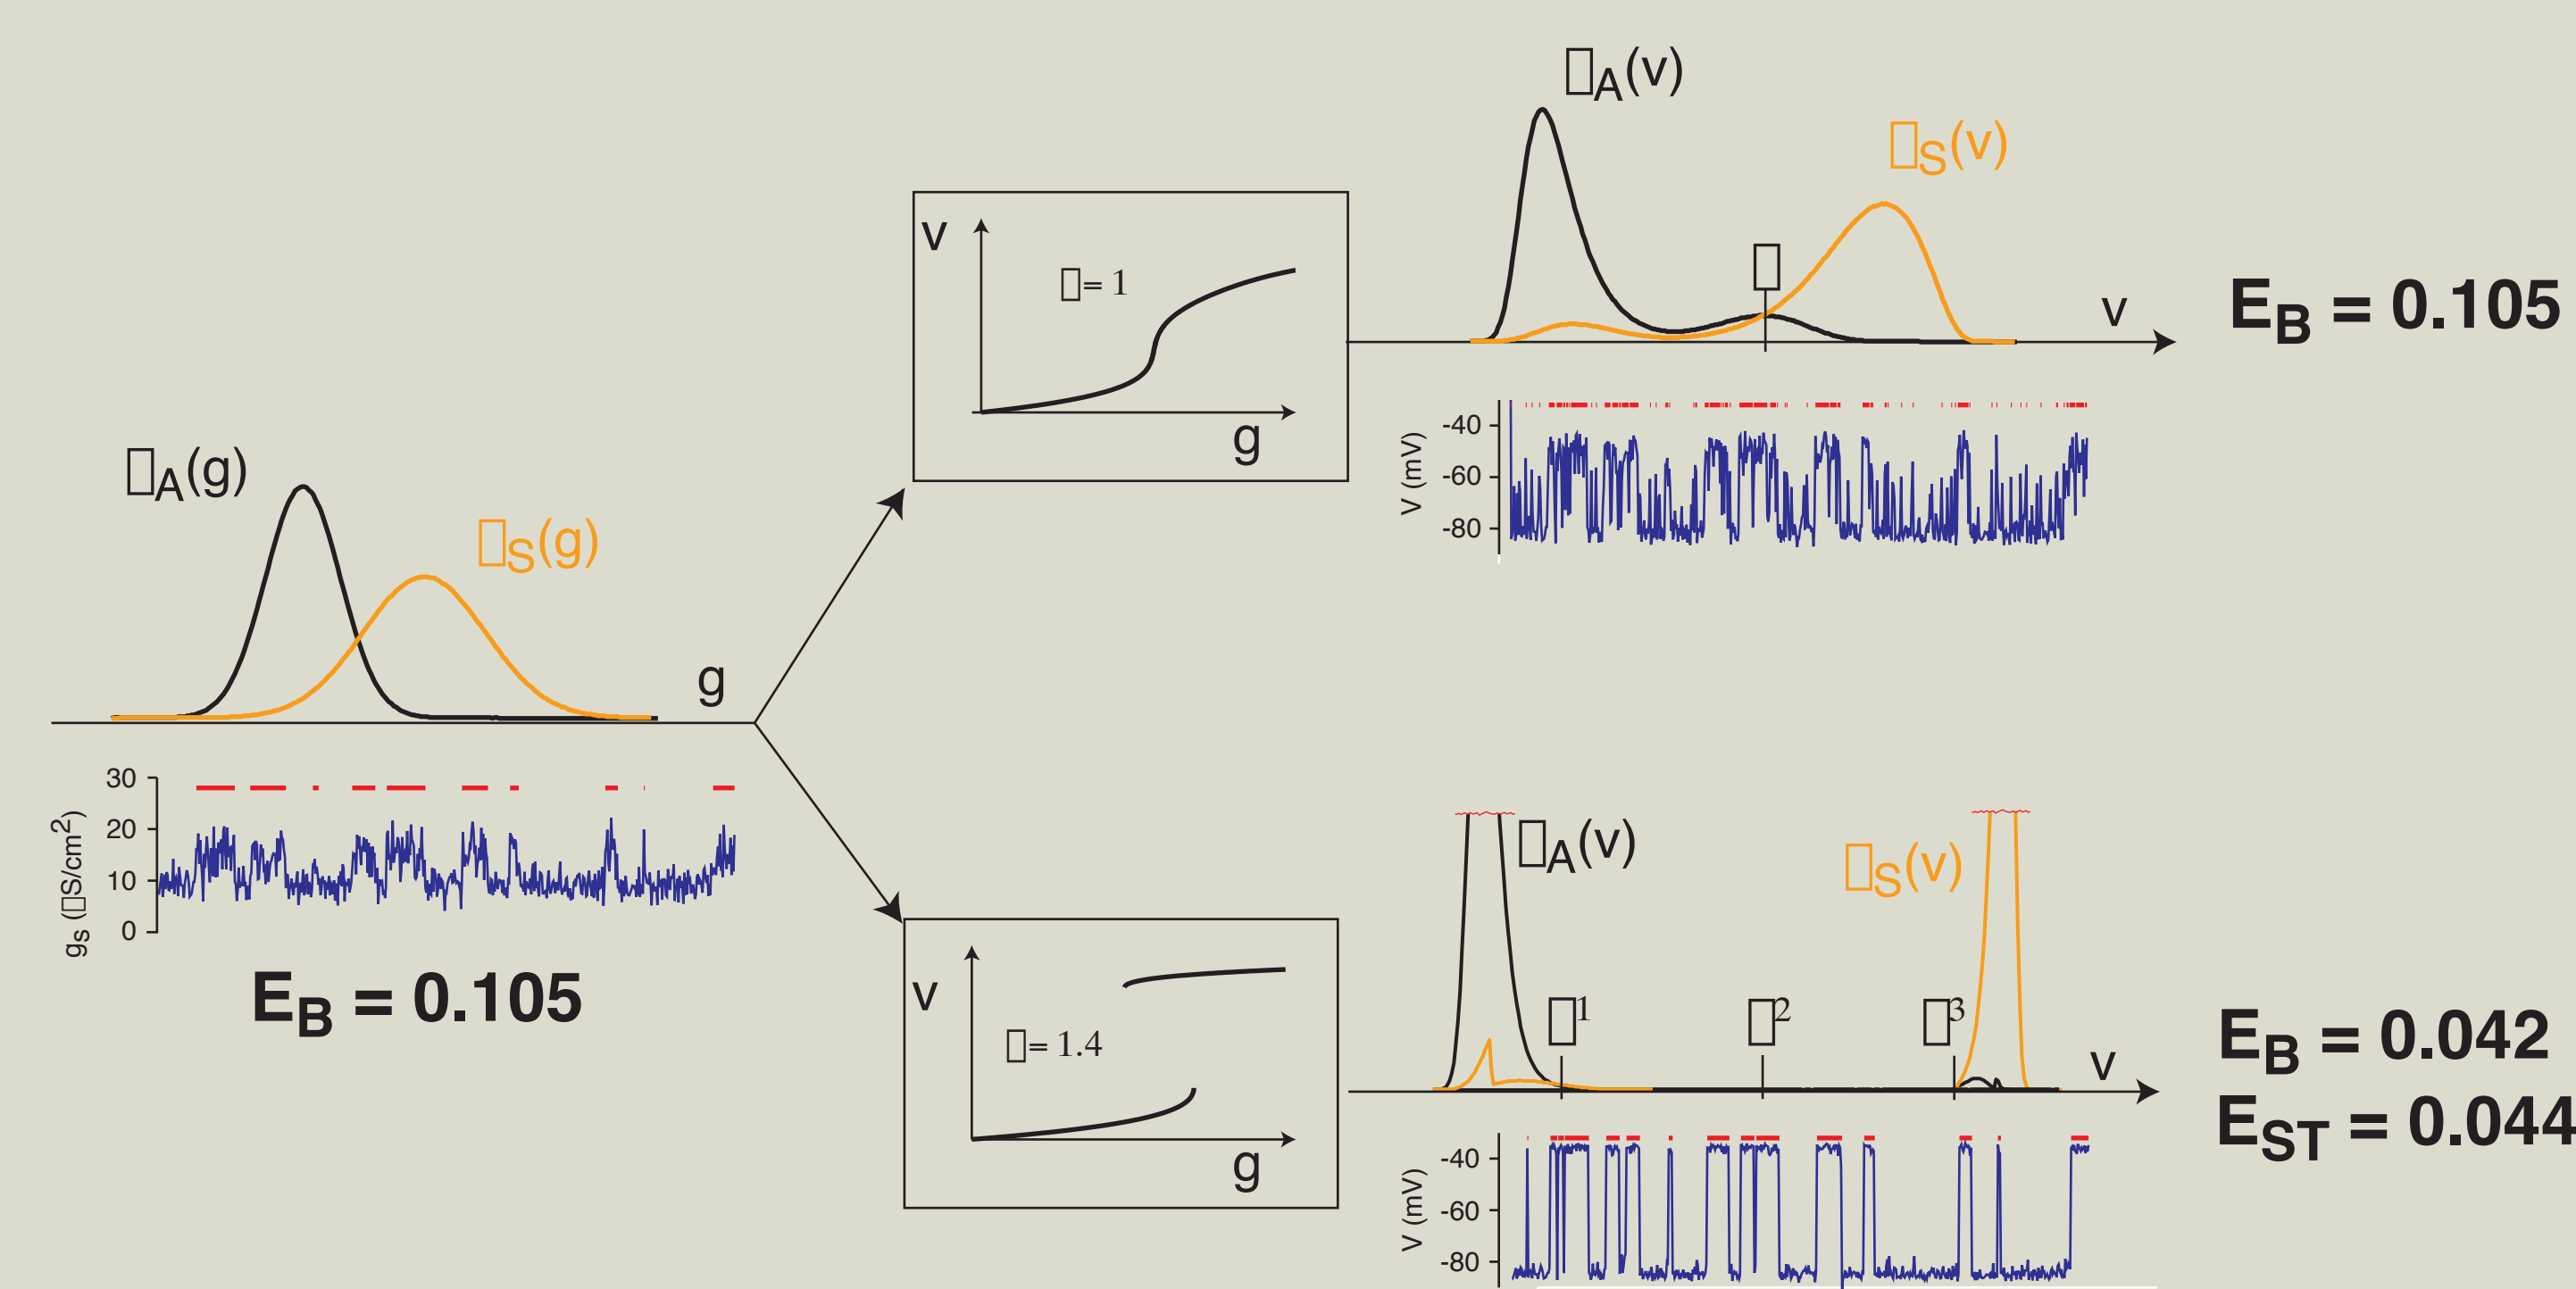 ▯A(g)
▯S(g)
g
30
20
10
0
gs (▯S/cm2)
EB = 0.105
v
▯= 1
g
▯A(v)
▯S(v)
▯
v
EB = 0.105
-40
-60
-80
V (mV)
v
▯= 1.4
g
▯A(v)
▯S(v)
▯1
▯2
▯3
v
EB = 0.042
EST = 0.044
-40
-60
-80
V (mV)